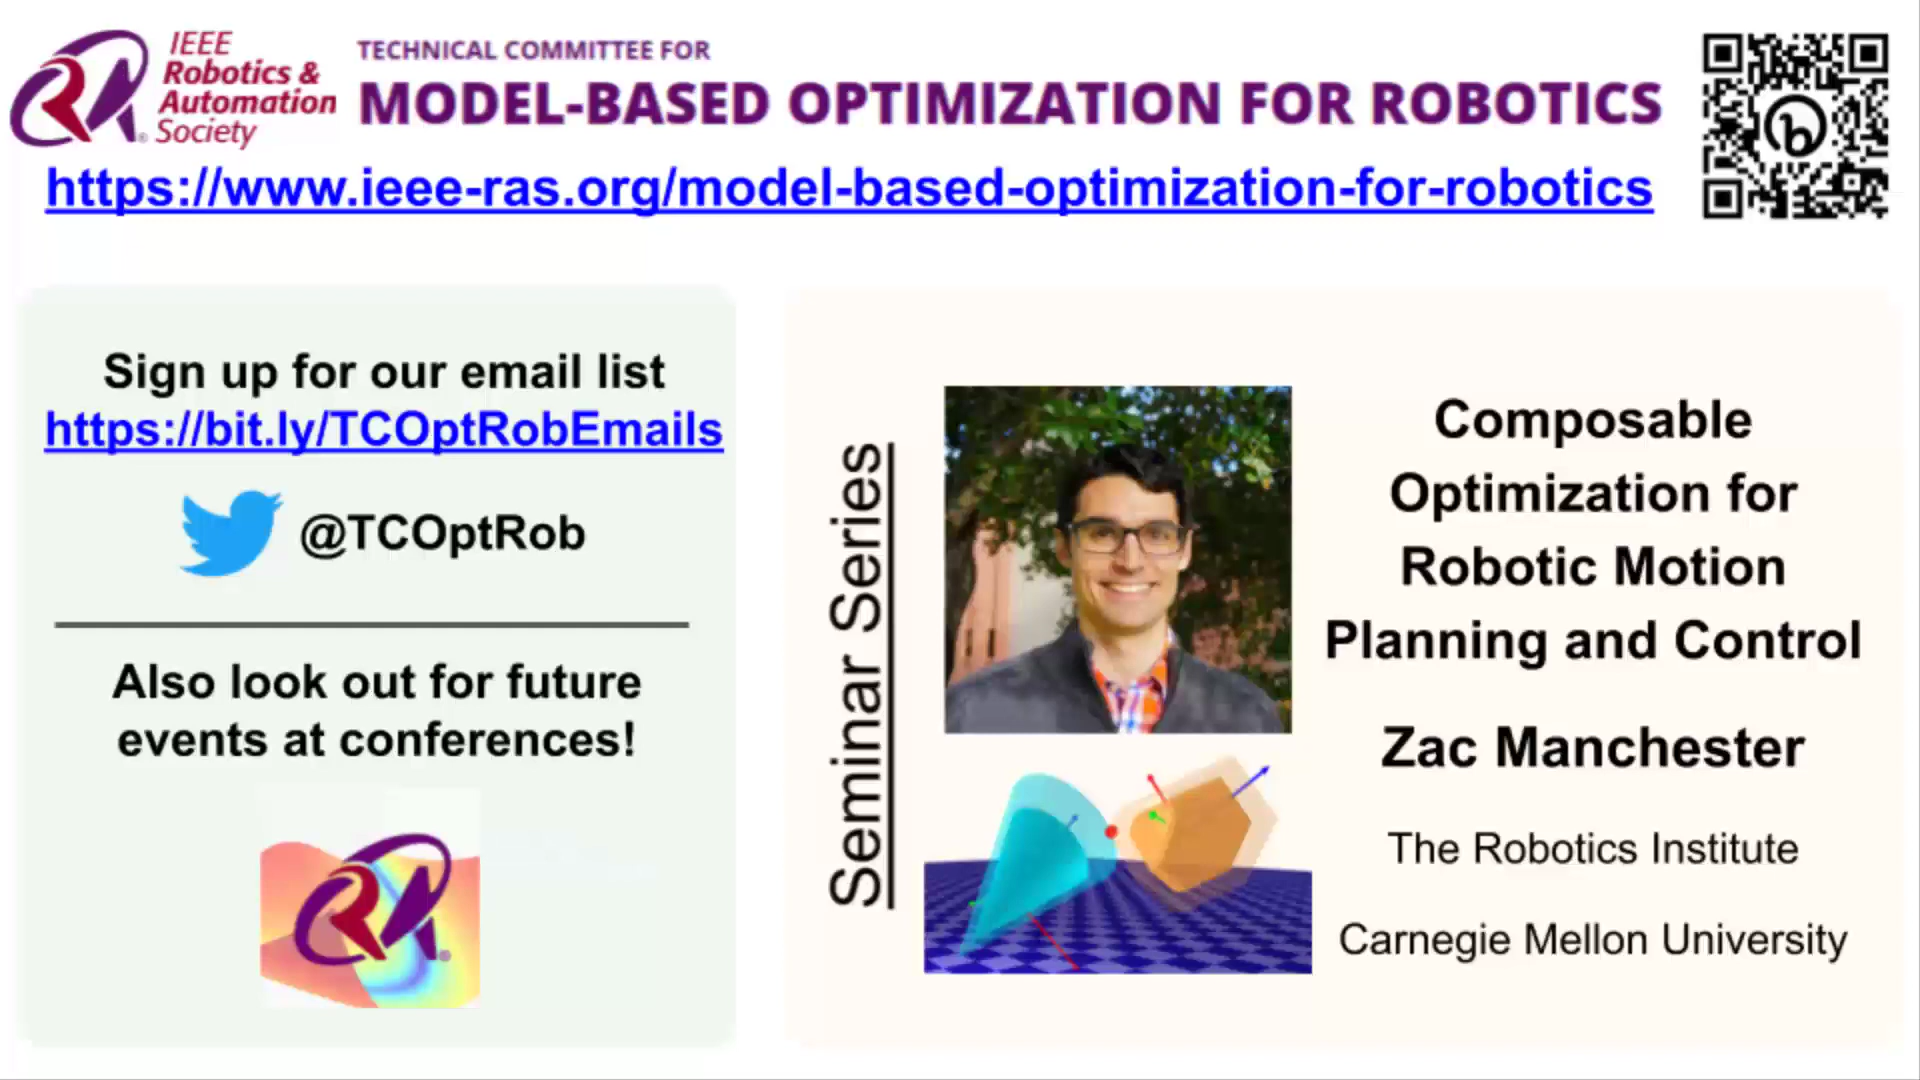 IEEE
Robotics &
Automation
Society
TECHNICAL COMMITTEE FOR
MODEL-BASED OPTIMIZATION FOR ROBOTICS
https://www.ieee-ras.org/model-based-optimization-for-robotics
Sign up for our email list
https://bit.ly/TCOptRobEmails
@TCOptRob
Also look out for future
events at conferences!
Seminar Series
Composable
Optimization for
Robotic Motion
Planning and Control
Zac Manchester
The Robotics Institute
Carnegie Mellon University